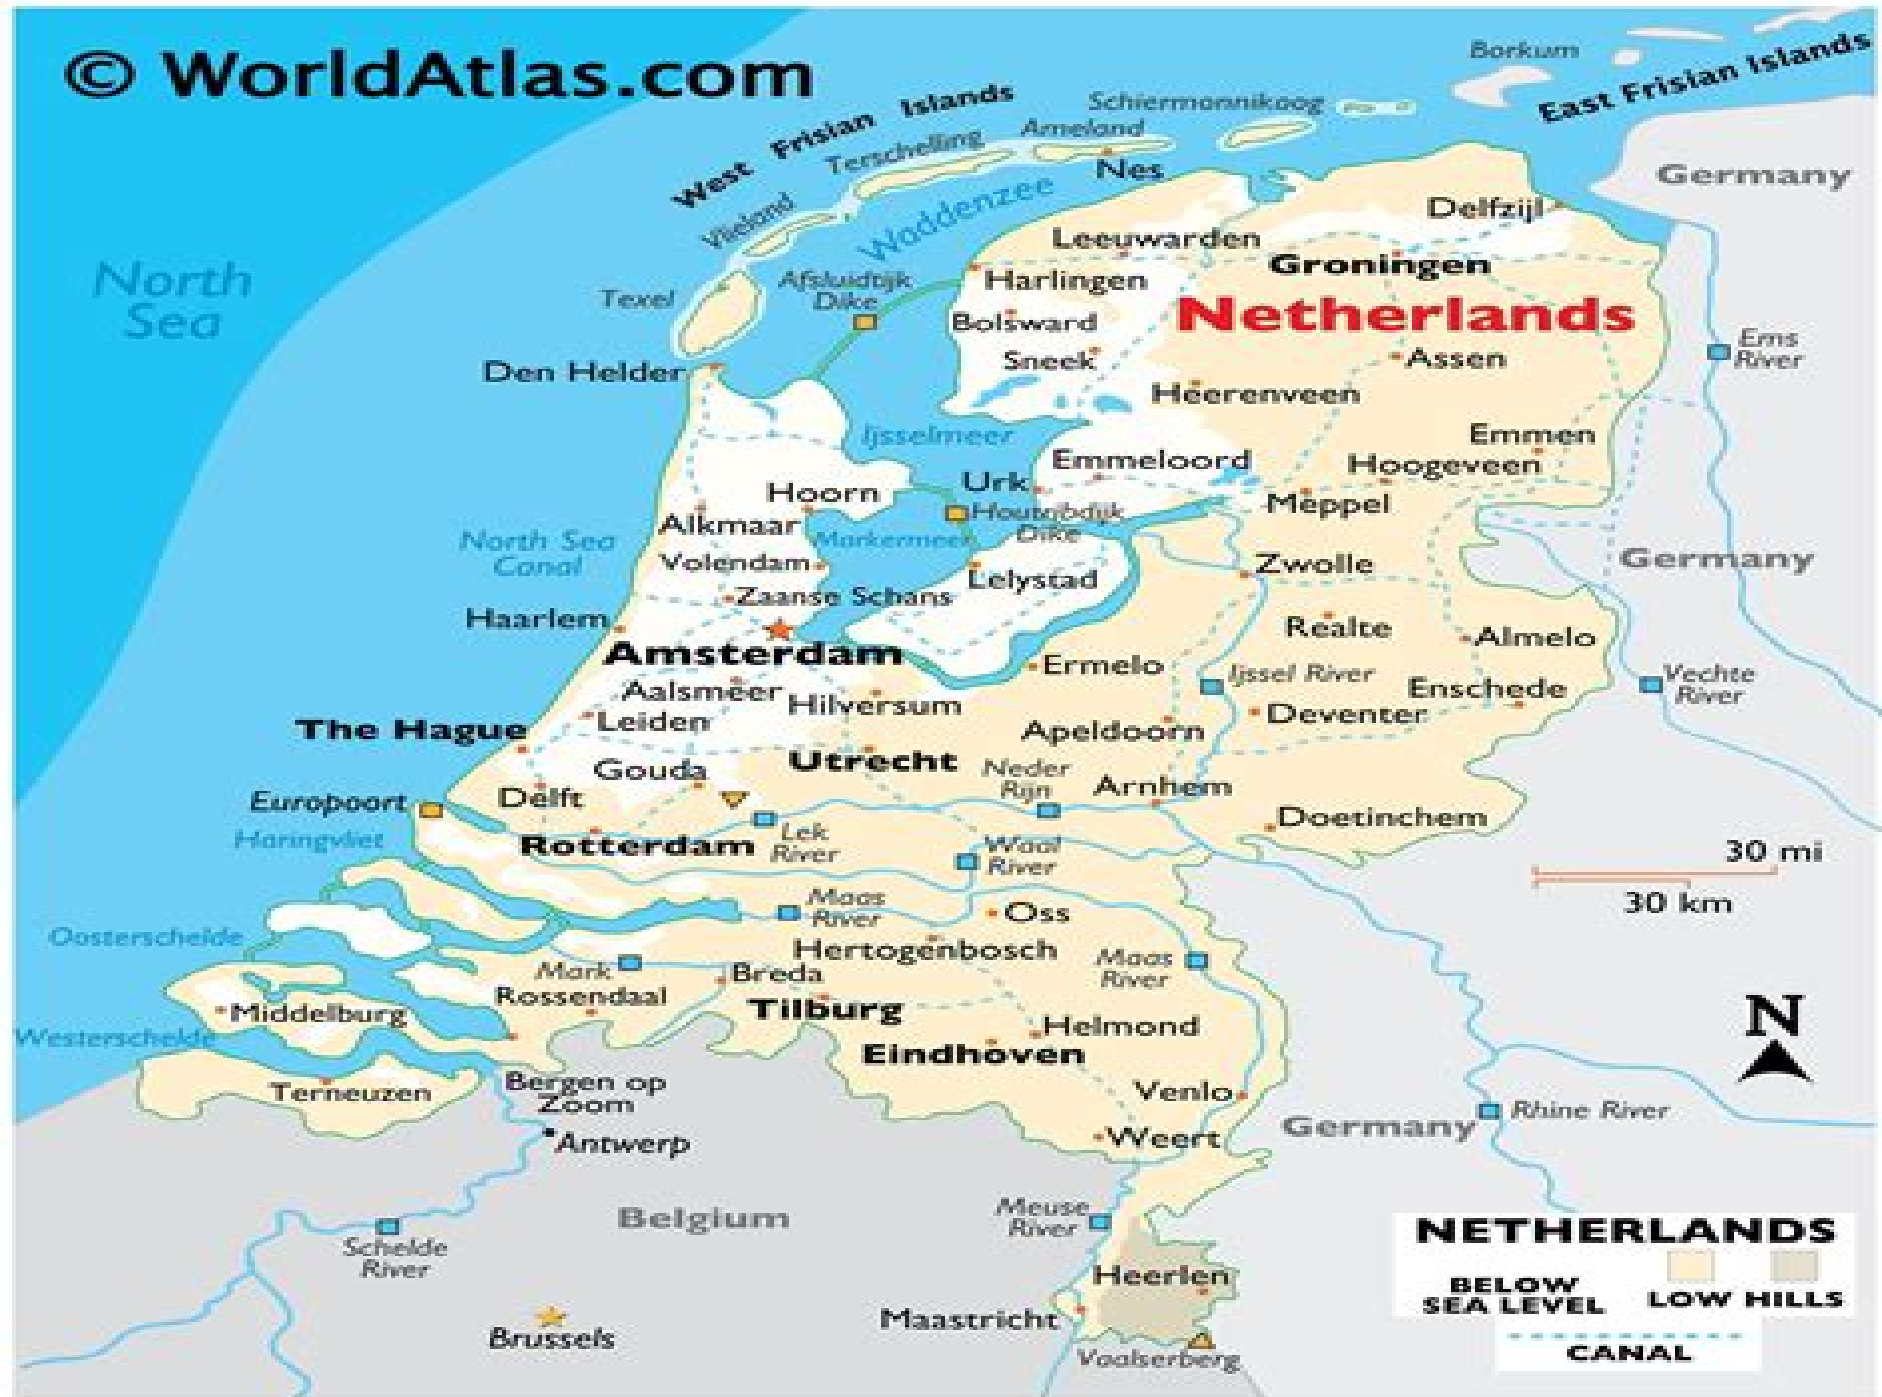 © WorldAtlas.com
Borkum
East Frisian Islands
West Frisian Islands
Schiermonnikoog
Ameland
Terschelling
Nes
Vlieland
Waddenzee
Germany
Delfzijl
Leeuwarden
Groningen
North
Sea
Texel
Afsluidtijk
Dike
Harlingen
Netherlands
Bolsward
Sneek
Assen
Ems
River
Den Helder
Heerenveen
Ijsselmeer
Emmen
Emmeloord
Hoogeveen
Urk
Hoorn
Meppel
Houtribdijk
Dike
Alkmaar
Markermeer
North Sea
Canal
Volendam
Lelystad
Zwolle
Germany
Zaanse Schans
Haarlem
Realte
Almelo
Amsterdam
Ermelo
Ijssel River
Vechte
River
Aalsmeer
Hilversum
Enschede
Leiden
Deventer
The Hague
Apeldoorn
Gouda
Utrecht
Neder
Rijn
Arnhem
Europoort
Delft
Doetinchem
Haringvliet
Rotterdam
Lek
River
Waal
River
30 mi
30 km
Maas
River
Oss
Oosterschelde
Hertogenbosch
Maas
River
Mark
Breda
Rossendaal
Middelburg
Tilburg
Helmond
N
Westerschelde
Eindhoven
Terneuzen
Bergen op
Zoom
Venlo
Rhine River
Germany
Weert
Antwerp
Belgium
Meuse
River
Schelde
River
Heerlen
Maastricht
Brussels
Vaalserberg
NETHERLANDS
BELOW
SEA LEVEL
LOW HILLS
CANAL